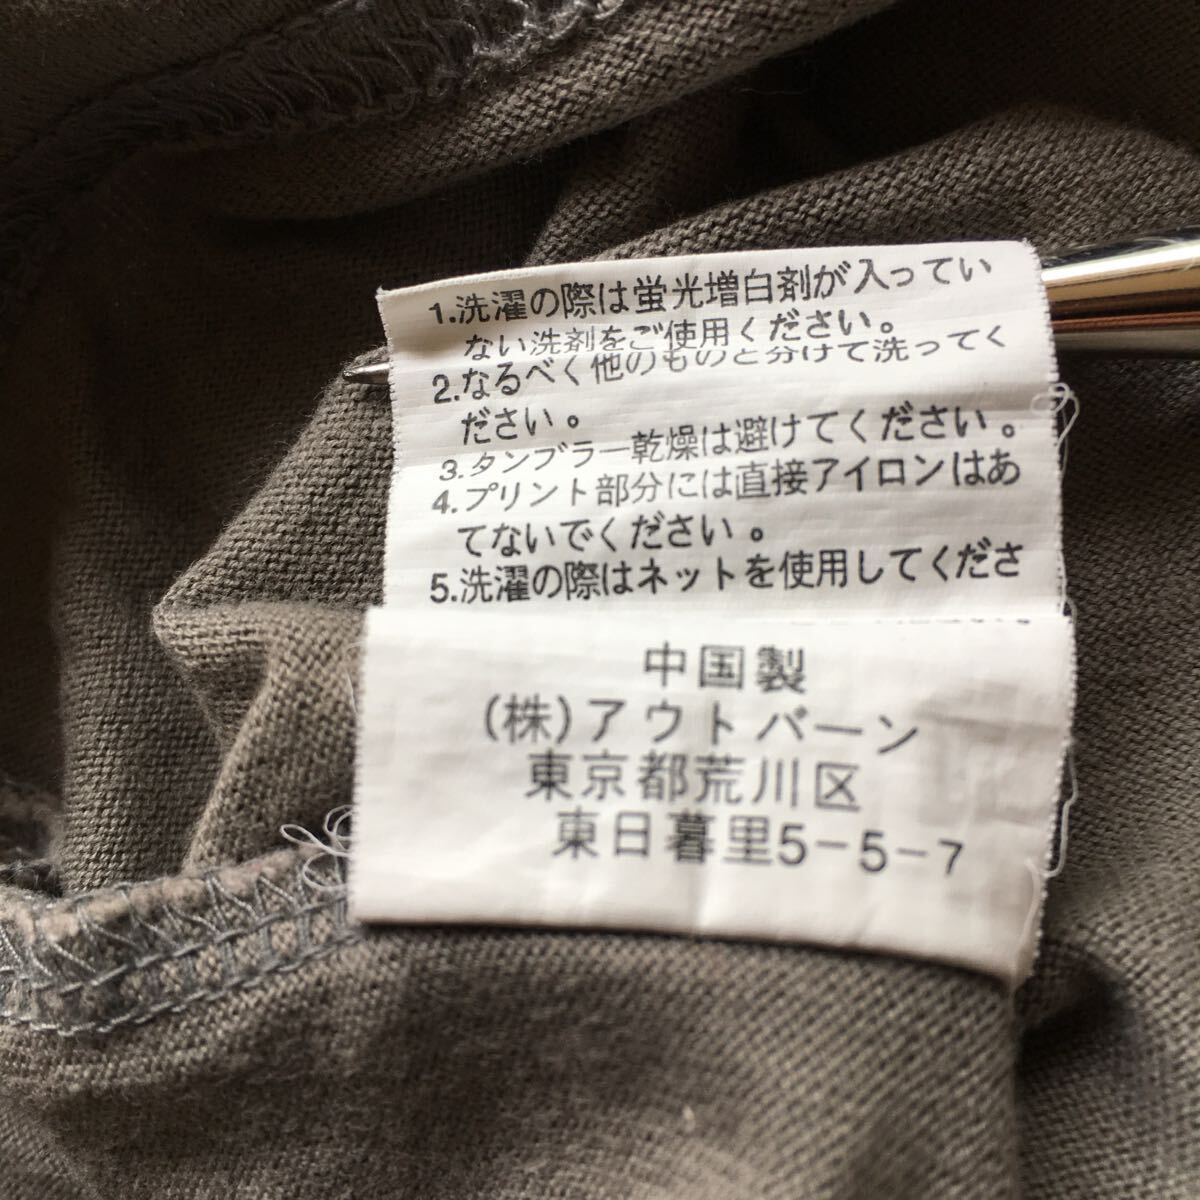 1.洗濯の際は蛍光増白剤が入ってい
ない洗剤をご使用ください。
2.なるべく他のものと分けて洗ってく
ださい。
3.タンブラー乾燥は避けてください。
4.プリント部分には直接アイロンはあ
てないでください。
5.洗濯の際はネットを使用してくださ
中国製
(株)アウトバーン
東京都荒川区
東日暮里5-5-7